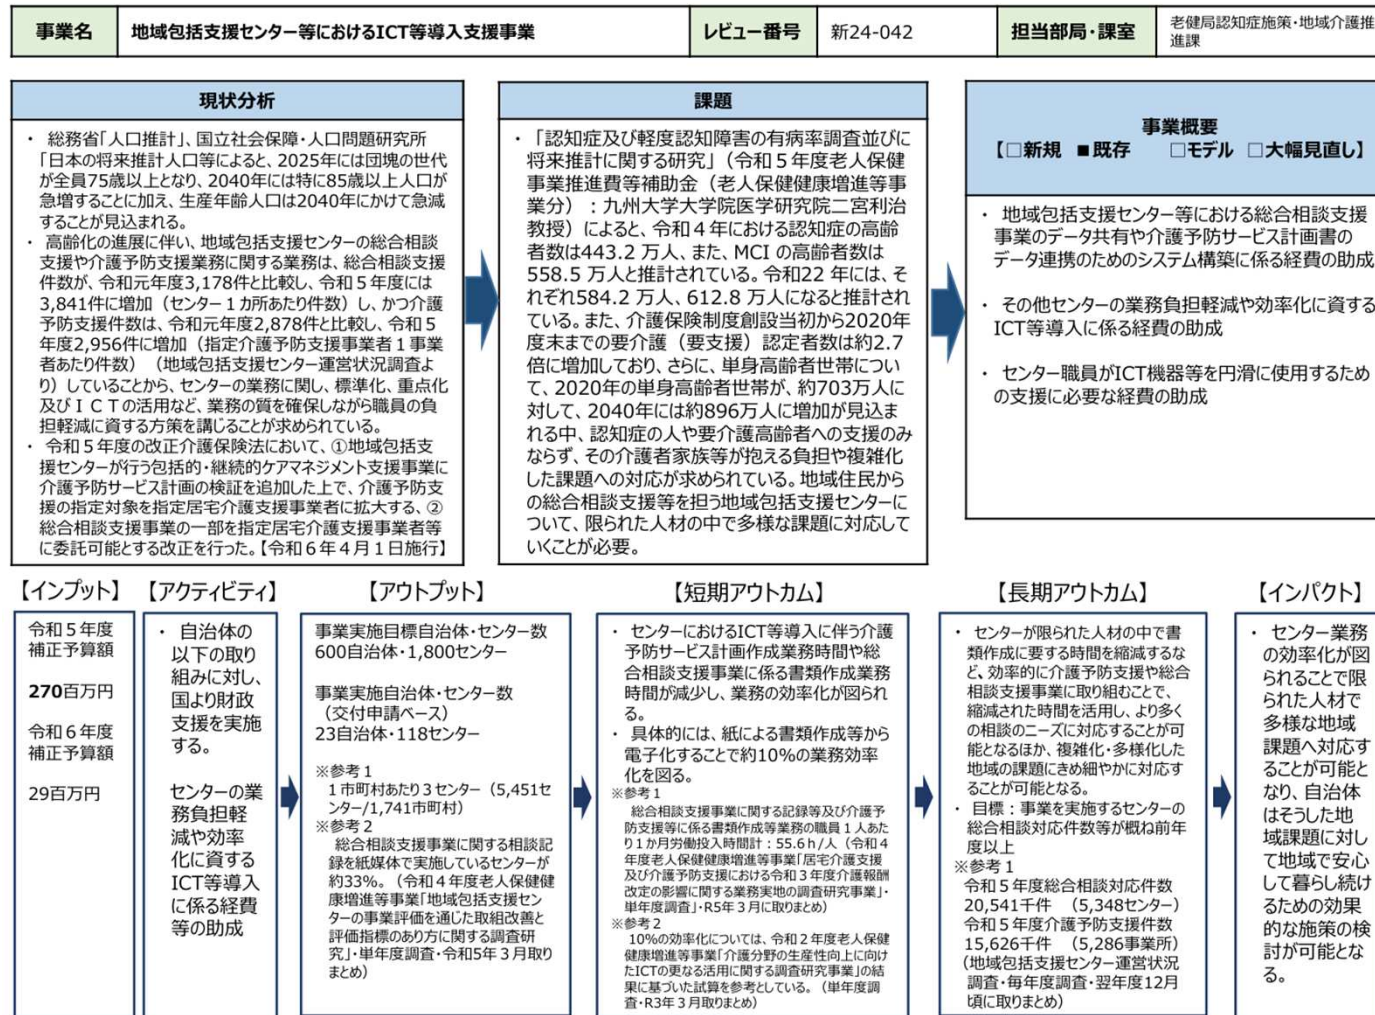 事業名
地域包括支援センター等におけるICT等導入支援事業
レビュー番号
新24-042
担当部局・課室
老健局認知症施策・地域介護推
進課
現状分析
・ 総務省「人口推計」、国立社会保障・人口問題研究所
「日本の将来推計人口等によると、2025年には団塊の世代
が全員75歳以上となり、2040年には特に85歳以上人口が
急増することに加え、生産年齢人口は2040年にかけて急減
することが見込まれる。
・ 高齢化の進展に伴い、地域包括支援センターの総合相談
支援や介護予防支援業務に関する業務は、総合相談支援
件数が、令和元年度3,178件と比較し、令和５年度には
3,841件に増加（センター１カ所あたり件数）し、かつ介護
予防支援件数は、令和元年度2,878件と比較し、令和５
年度2,956件に増加（指定介護予防支援事業者１事業
者あたり件数）（地域包括支援センター運営状況調査よ
り）していることから、センターの業務に関し、標準化、重点化
及びＩＣＴの活用など、業務の質を確保しながら職員の負
担軽減に資する方策を講じることが求められている。
・ 令和５年度の改正介護保険法において、①地域包括支
援センターが行う包括的・継続的ケアマネジメント支援事業に
介護予防サービス計画の検証を追加した上で、介護予防支
援の指定対象を指定居宅介護支援事業者に拡大する、②
総合相談支援事業の一部を指定居宅介護支援事業者等
に委託可能とする改正を行った。【令和６年４月１日施行】
課題
・ 「認知症及び軽度認知障害の有病率調査並びに
将来推計に関する研究」（令和５年度老人保健
事業推進費等補助金（老人保健健康増進等事
業分）：九州大学大学院医学研究院二宮利治
教授）によると、令和４年における認知症の高齢
者数は443.2 万人、また、MCI の高齢者数は
558.5 万人と推計されている。令和22 年には、そ
れぞれ584.2 万人、612.8 万人になると推計され
ている。また、介護保険制度創設当初から2020年
度末までの要介護（要支援）認定者数は約2.7
倍に増加しており、さらに、単身高齢者世帯につい
て、2020年の単身高齢者世帯が、約703万人に
対して、2040年には約896万人に増加が見込ま
れる中、認知症の人や要介護高齢者への支援のみ
ならず、その介護者家族等が抱える負担や複雑化
した課題への対応が求められている。地域住民から
の総合相談支援等を担う地域包括支援センターに
ついて、限られた人材の中で多様な課題に対応して
いくことが必要。
事業概要
【□新規 ■既存 □モデル □大幅見直し】
・ 地域包括支援センター等における総合相談支援
事業のデータ共有や介護予防サービス計画書の
データ連携のためのシステム構築に係る経費の助成
・ その他センターの業務負担軽減や効率化に資する
ICT等導入に係る経費の助成
・ センター職員がICT機器等を円滑に使用するため
の支援に必要な経費の助成
【インプット】
令和５年度
補正予算額
270百万円
令和６年度
補正予算額
29百万円
【アクティビティ】
・ 自治体の
以下の取り
組みに対し、
国より財政
支援を実施
する。
センターの業
務負担軽
減や効率
化に資する
ICT等導入
に係る経費
等の助成
【アウトプット】
事業実施目標自治体・センター数
600自治体・1,800センター
事業実施自治体・センター数
（交付申請ベース）
23自治体・118センター
※参考１
１市町村あたり３センター（5,451セ
ンター/1,741市町村）
※参考２
総合相談支援事業に関する相談記
録を紙媒体で実施しているセンターが
約33%。（令和４年度老人保健健
康増進等事業「地域包括支援セン
ターの事業評価を通じた取組改善と
評価指標のあり方に関する調査研
究」・単年度調査・令和5年３月取り
まとめ）
【短期アウトカム】
・ センターにおけるICT等導入に伴う介護
予防サービス計画作成業務時間や総
合相談支援事業に係る書類作成業務
時間が減少し、業務の効率化が図られ
る。
・ 具体的には、紙による書類作成等から
電子化することで約10%の業務効率
化を図る。
※参考１
総合相談支援事業に関する記録等及び介護予
防支援等に係る書類作成等業務の職員１人あた
り１か月労働投入時間計：55.6ｈ/人（令和４
年度老人保健健康増進等事業「居宅介護支援
及び介護予防支援における令和３年度介護報酬
改定の影響に関する業務実地の調査研究事業」・
単年度調査」・R5年３月に取りまとめ）
※参考２
10%の効率化については、令和２年度老人保健
健康増進等事業「介護分野の生産性向上に向け
たICTの更なる活用に関する調査研究事業」の結
果に基づいた試算を参考としている。（単年度調
査・R3年３月取りまとめ）
【長期アウトカム】
・ センターが限られた人材の中で書
類作成に要する時間を縮減するな
ど、効率的に介護予防支援や総合
相談支援事業に取り組むことで、
縮減された時間を活用し、より多く
の相談のニーズに対応することが可
能となるほか、複雑化・多様化した
地域の課題にきめ細やかに対応す
ることが可能となる。
・ 目標：事業を実施するセンターの
総合相談対応件数等が概ね前年
度以上
※参考１
令和５年度総合相談対応件数
20,541千件 （5,348センター）
令和５年度介護予防支援件数
15,626千件 （5,286事業所）
（地域包括支援センター運営状況
調査・毎年度調査・翌年度12月
頃に取りまとめ）
【インパクト】
・ センター業務
の効率化が図
られることで限
られた人材で
多様な地域
課題へ対応す
ることが可能と
なり、自治体
はそうした地
域課題に対し
て地域で安心
して暮らし続け
るための効果
的な施策の検
討が可能とな
る。